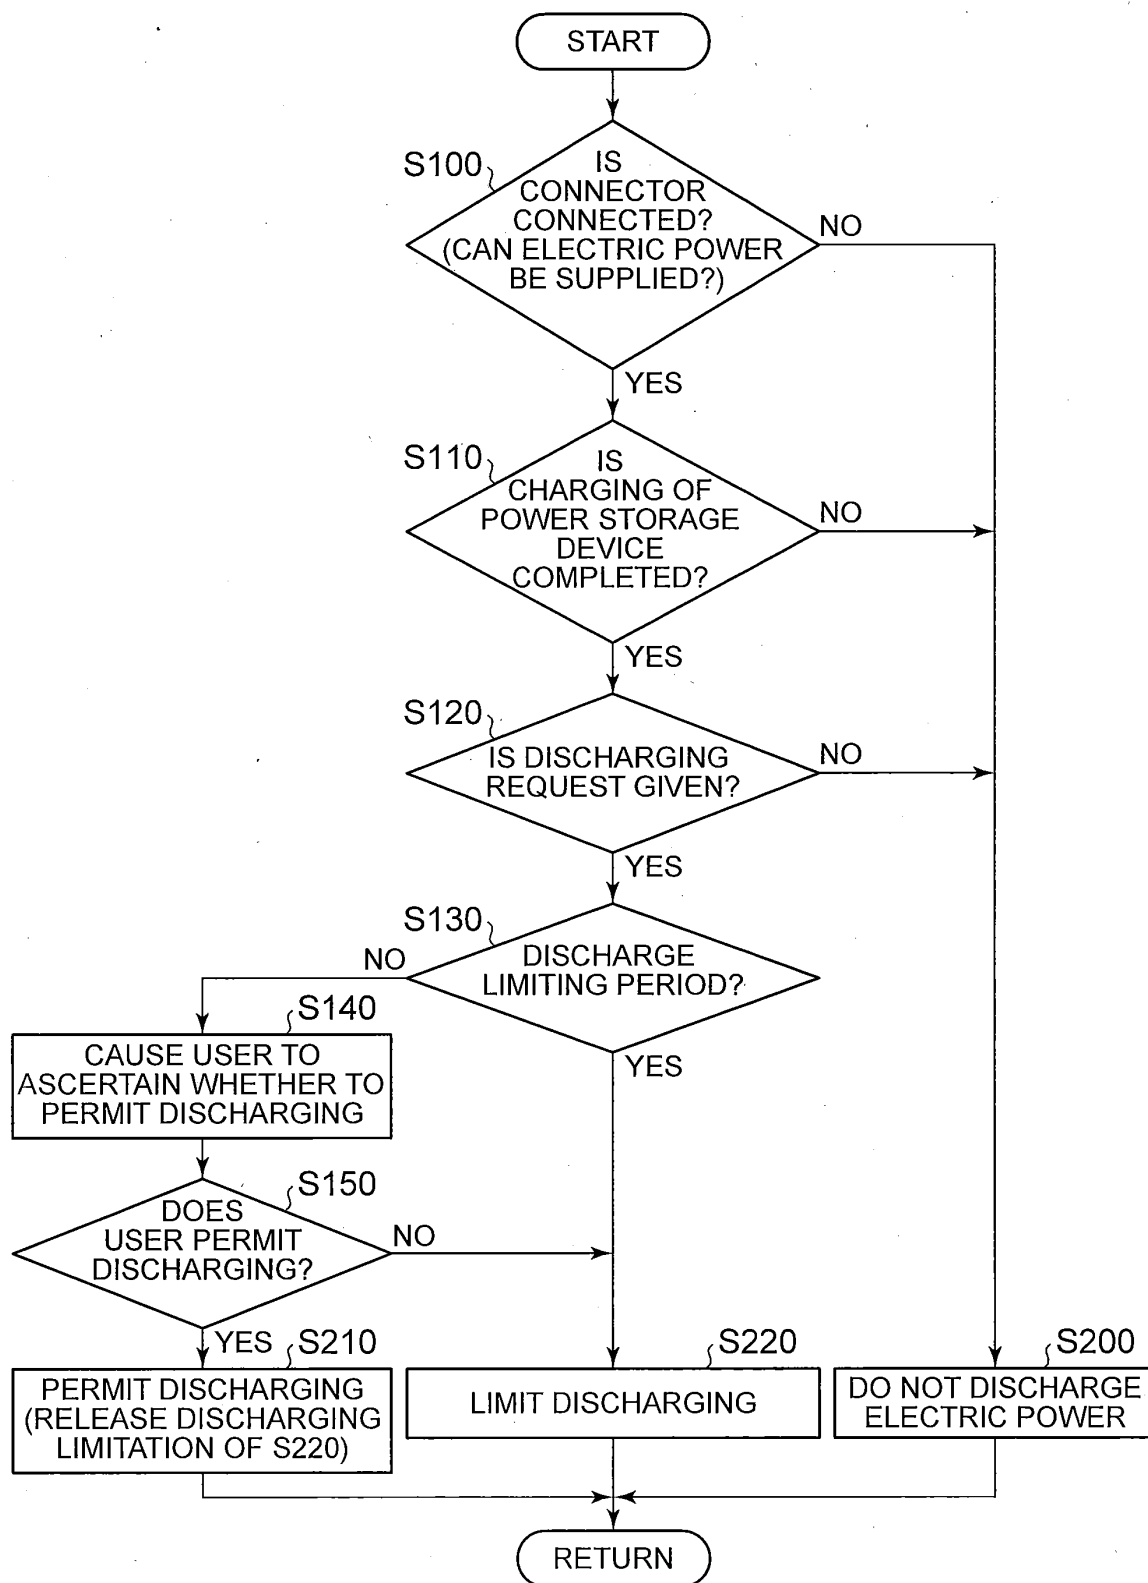 START
S100
IS
CONNECTOR
CONNECTED?
(CAN ELECTRIC POWER
BE SUPPLIED?)
NO
YES
S110
IS
CHARGING OF
POWER STORAGE
DEVICE
COMPLETED?
NO
YES
S120
IS DISCHARGING
REQUEST GIVEN?
NO
YES
S130
DISCHARGE
LIMITING PERIOD?
NO
YES
S140
CAUSE USER TO
ASCERTAIN WHETHER TO
PERMIT DISCHARGING
S150
DOES
USER PERMIT
DISCHARGING?
NO
YES
S210
PERMIT DISCHARGING
(RELEASE DISCHARGING
LIMITATION OF S220)
S220
LIMIT DISCHARGING
S200
DO NOT DISCHARGE
ELECTRIC POWER
RETURN